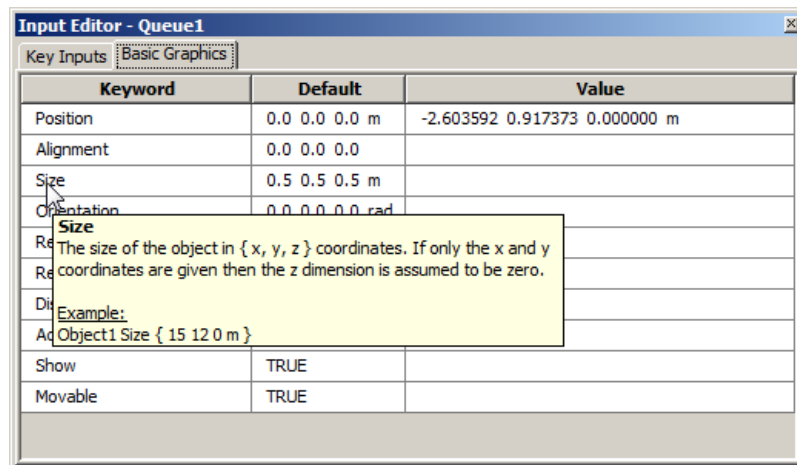 Input Editor - Queue1
Key Inputs Basic Graphics
Keyword Default Value
Position 0.0 0.0 0.0 m -2.603592 0.917373 0.000000 m
Alignment 0.0 0.0 0.0
Size 0.5 0.5 0.5 m
Orientation 0.0 0.0 0.0 rad
Size
Re
The size of the object in { x, y, z } coordinates. If only the x and y
Re
coordinates are given then the z dimension is assumed to be zero.
Example:
Object1 Size { 15 12 0 m }
Show TRUE
Movable TRUE